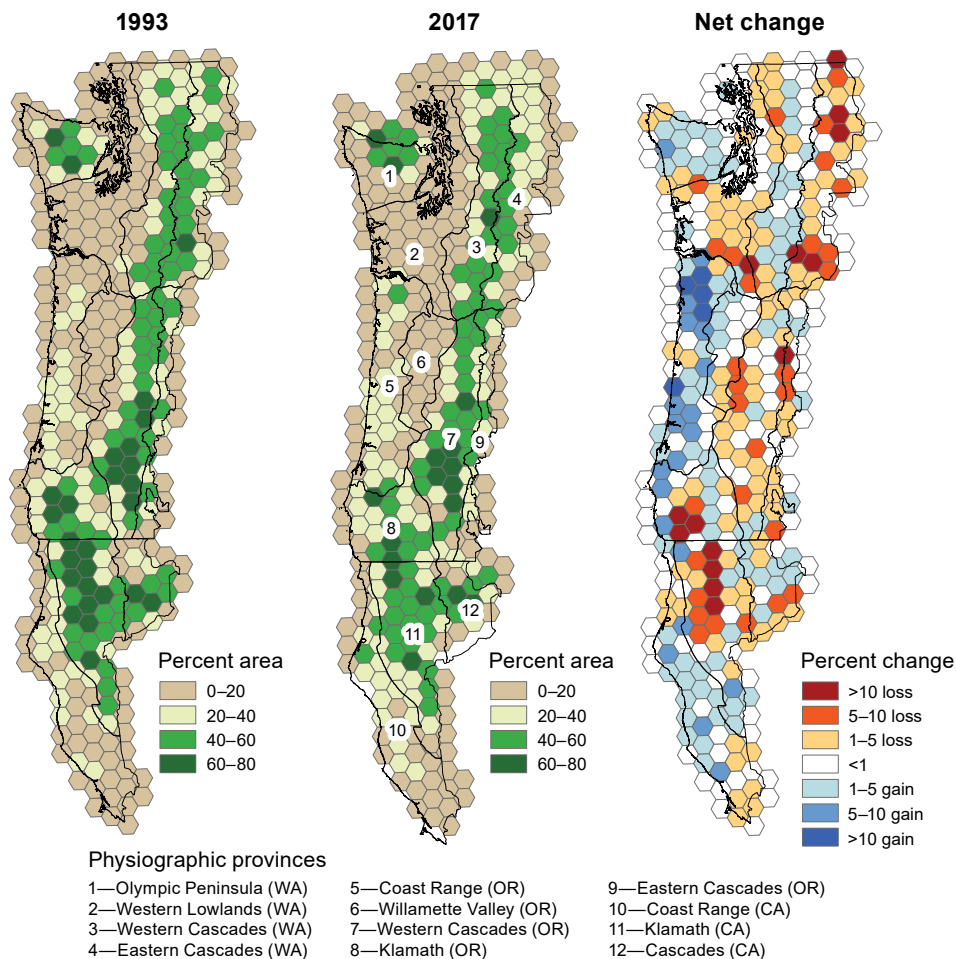 1993
2017
Net change
1
2
3
4
5
6
7
8
9
10
11
12
Percent area
0–20
20–40
40–60
60–80
Percent area
0–20
20–40
40–60
60–80
Percent change
>10 loss
5–10 loss
1–5 loss
<1
1–5 gain
5–10 gain
>10 gain
Physiographic provinces
1—Olympic Peninsula (WA)
2—Western Lowlands (WA)
3—Western Cascades (WA)
4—Eastern Cascades (WA)
5—Coast Range (OR)
6—Willamette Valley (OR)
7—Western Cascades (OR)
8—Klamath (OR)
9—Eastern Cascades (OR)
10—Coast Range (CA)
11—Klamath (CA)
12—Cascades (CA)